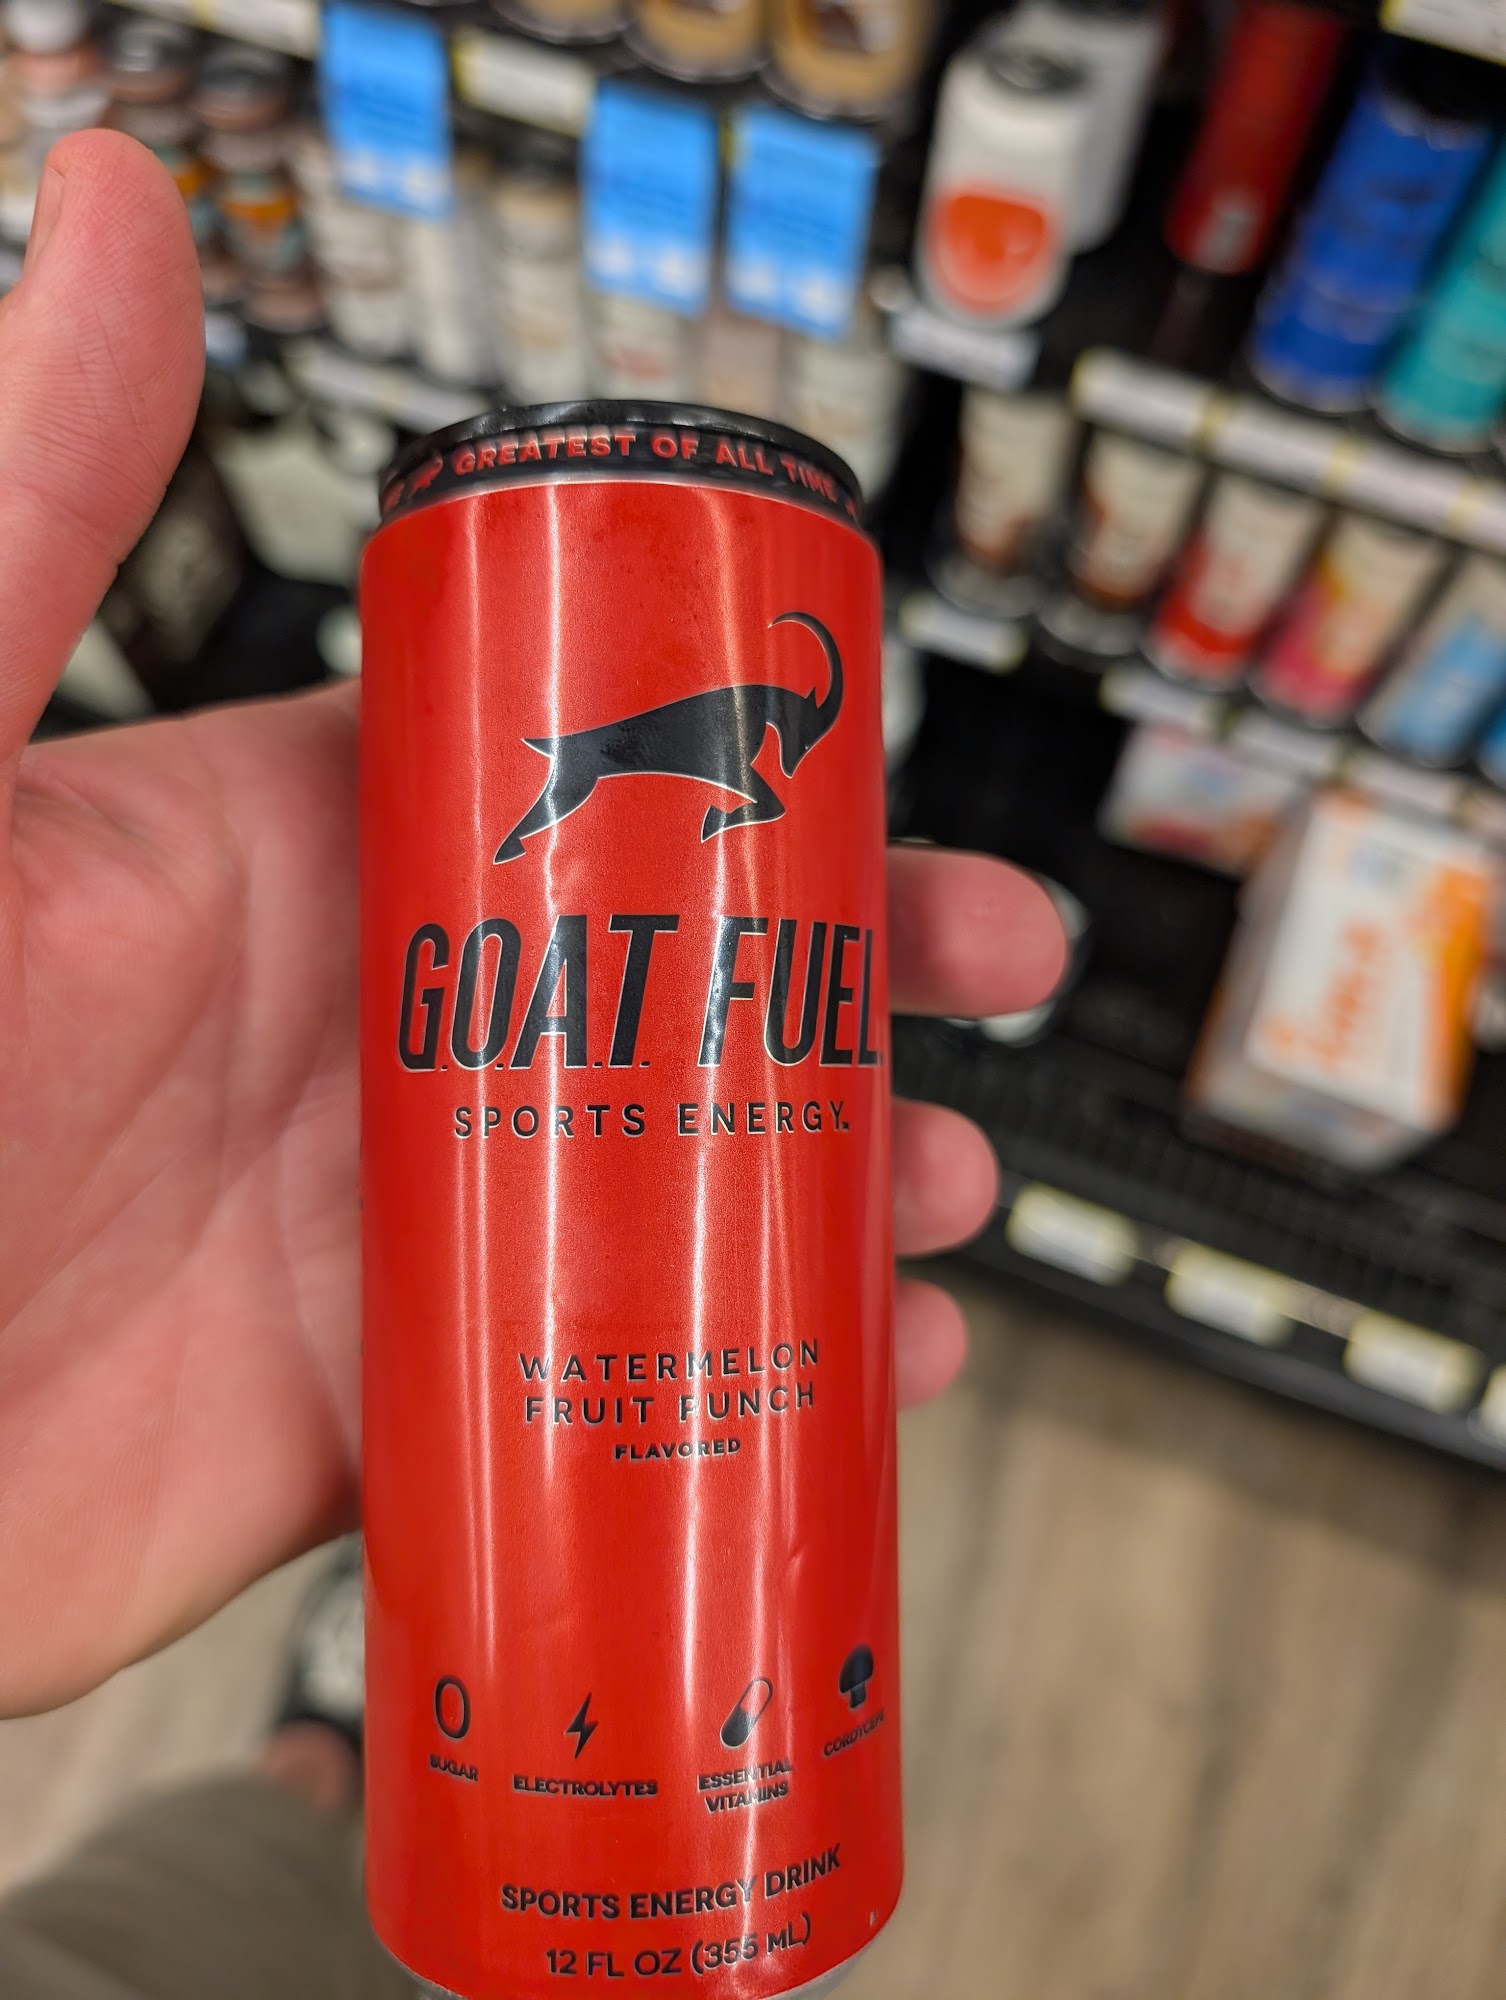 GREATEST OF ALL TIME
G.O.A.T. FUEL
SPORTS ENERGY™
WATERMELON
FRUIT PUNCH
FLAVORED
0
SUGAR
ELECTROLYTES
ESSENTIAL
VITAMINS
CORDYCEPS
SPORTS ENERGY DRINK
12 FL OZ (355 ML)